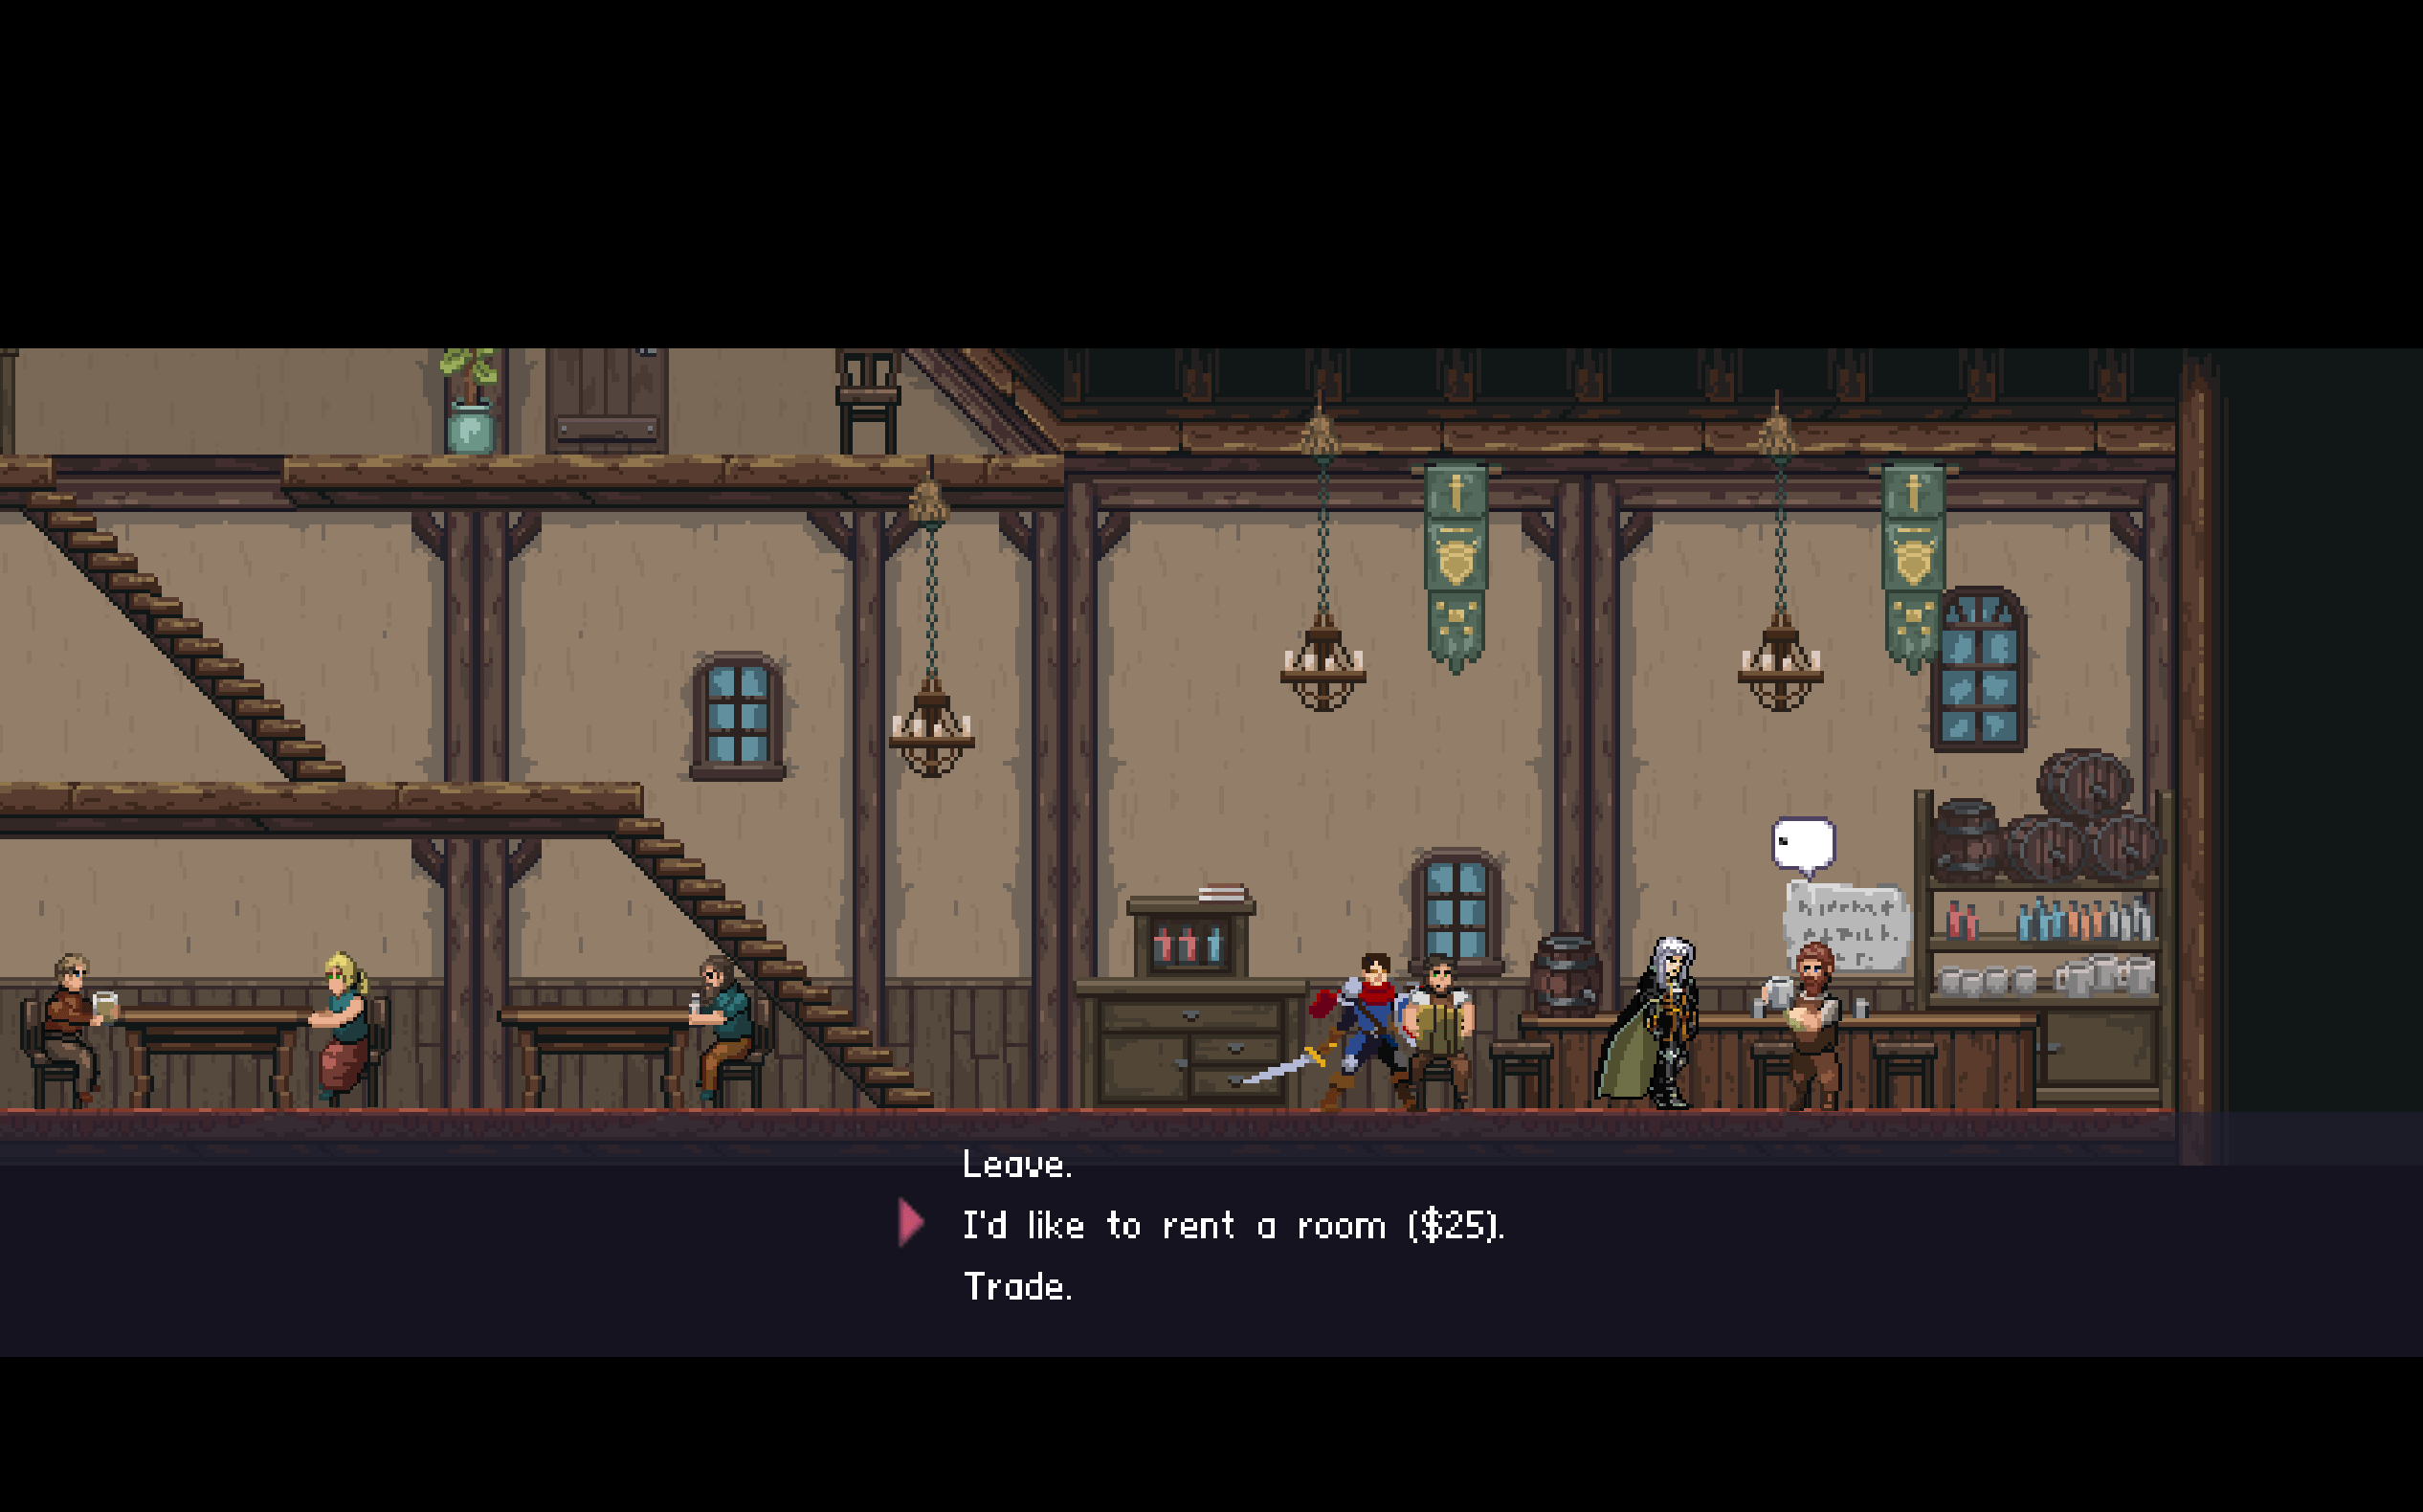 Leave.
I'd like to rent a room ($25).
Trade.